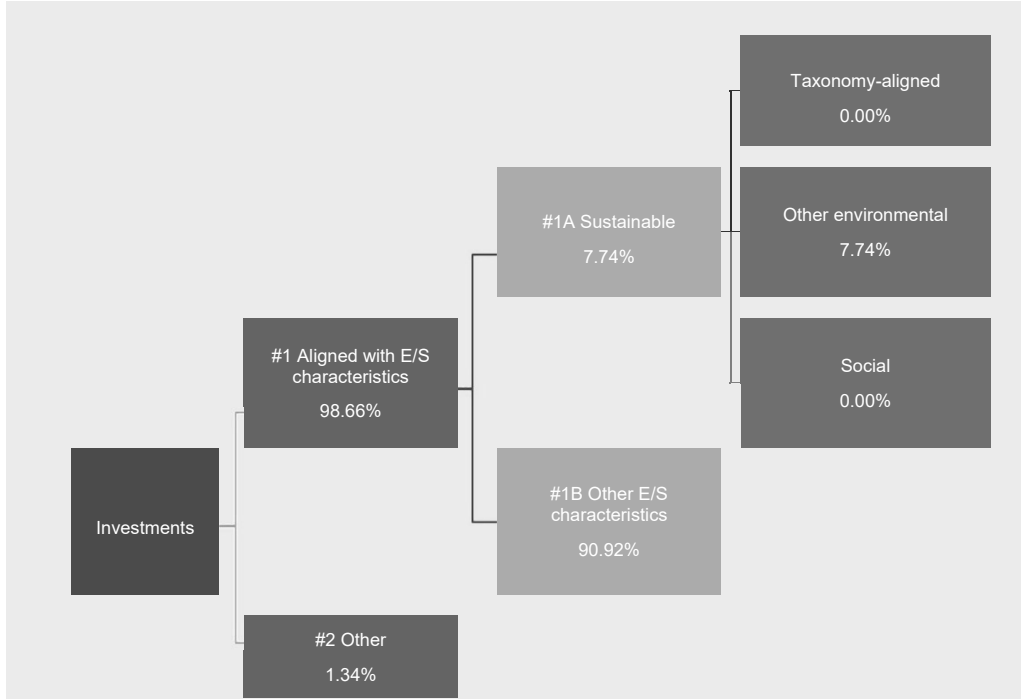 Taxonomy-aligned
0.00%
#1A Sustainable
7.74%
Other environmental
7.74%
#1 Aligned with E/S
characteristics
98.66%
Social
0.00%
Investments
#1B Other E/S
characteristics
90.92%
#2 Other
1.34%